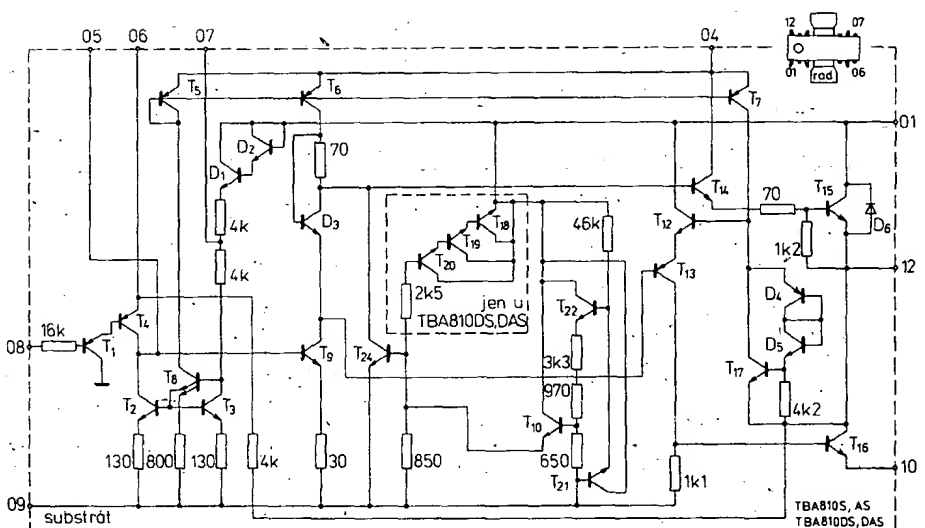 12 07
01 rad 06
05 06 07 04
T5 T6 T7
01
D2
D1
70
D3
T14
70
T15
D6
4k
T18
T19
T20
46k
T12
1k2
12
4k
2k5
jen u
TBA810DS,DAS
T13
T22
D4
D5
16k
T4
08
T1
T9
T24
3k3
T17
T8
970
4k2
T2
T3
T10
T16
130
800
130
4k
30
850
650
T21
1k1
10
09
substrát
TBA810S, AS
TBA810DS,DAS